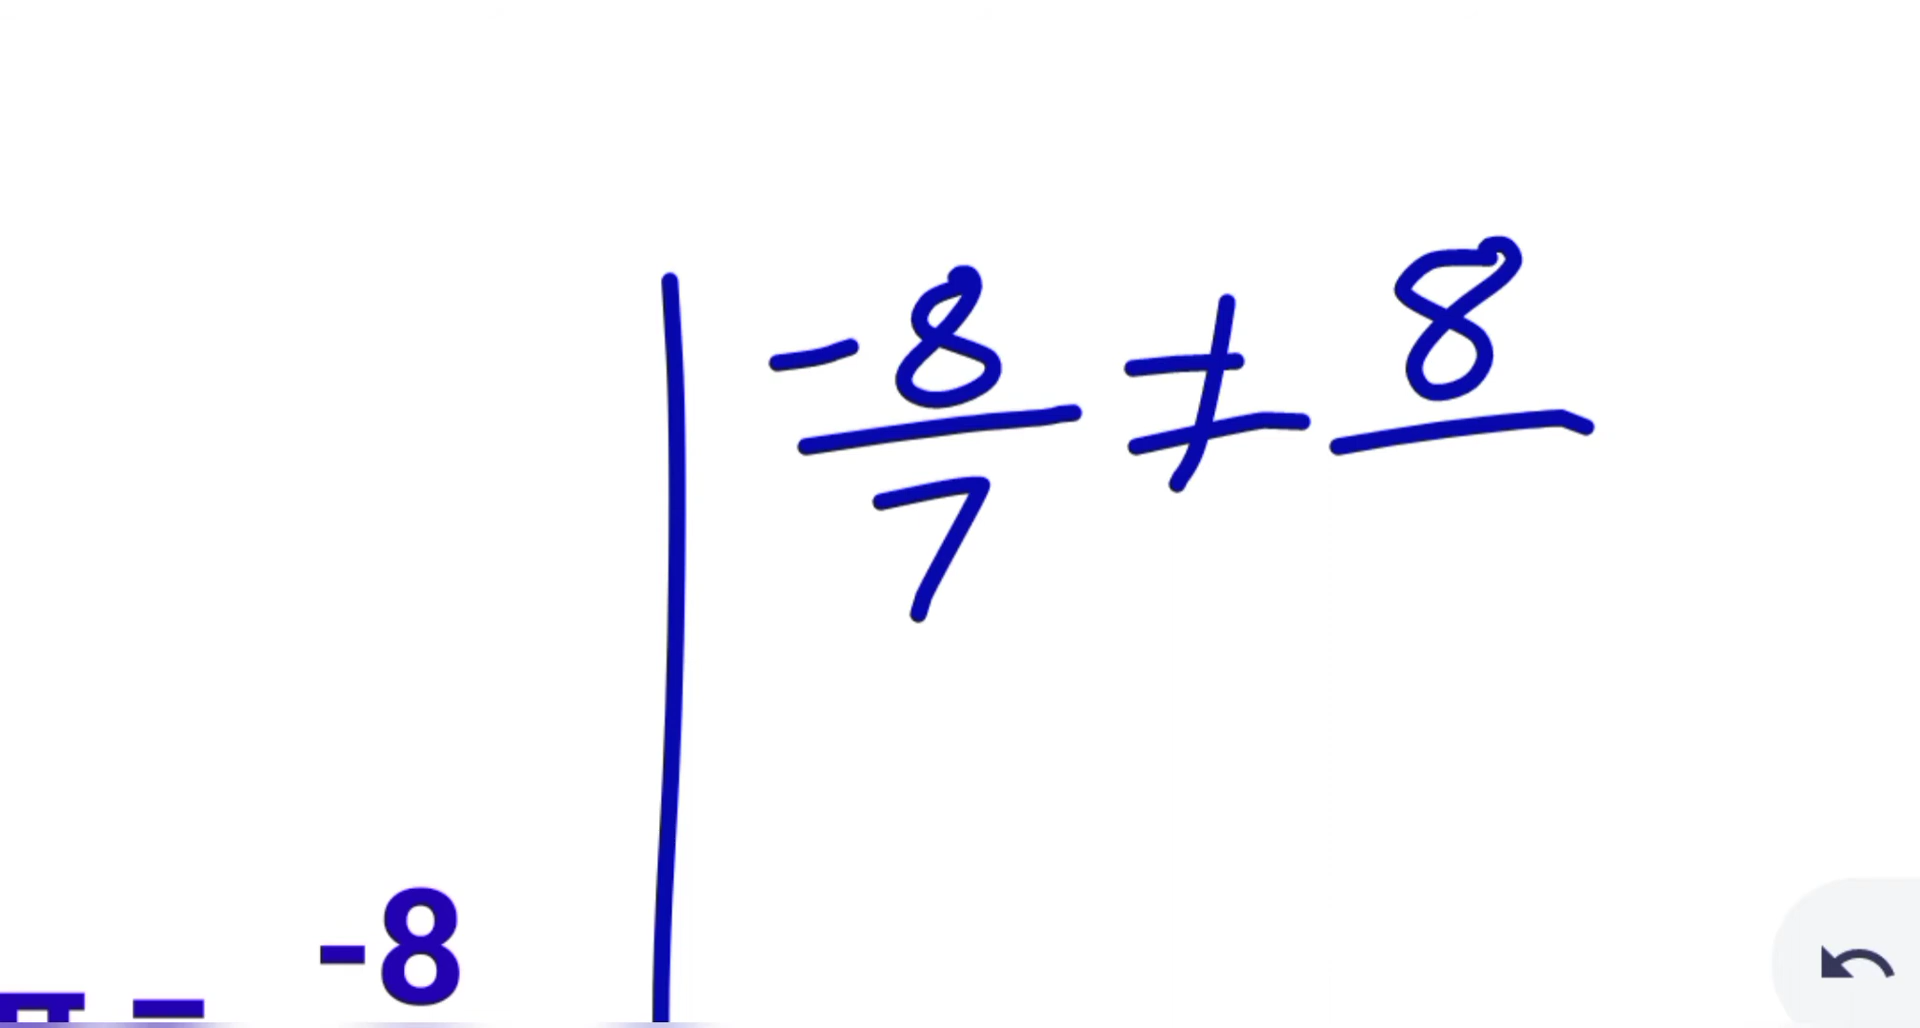 -8/7 ≠ 8/
-8
=